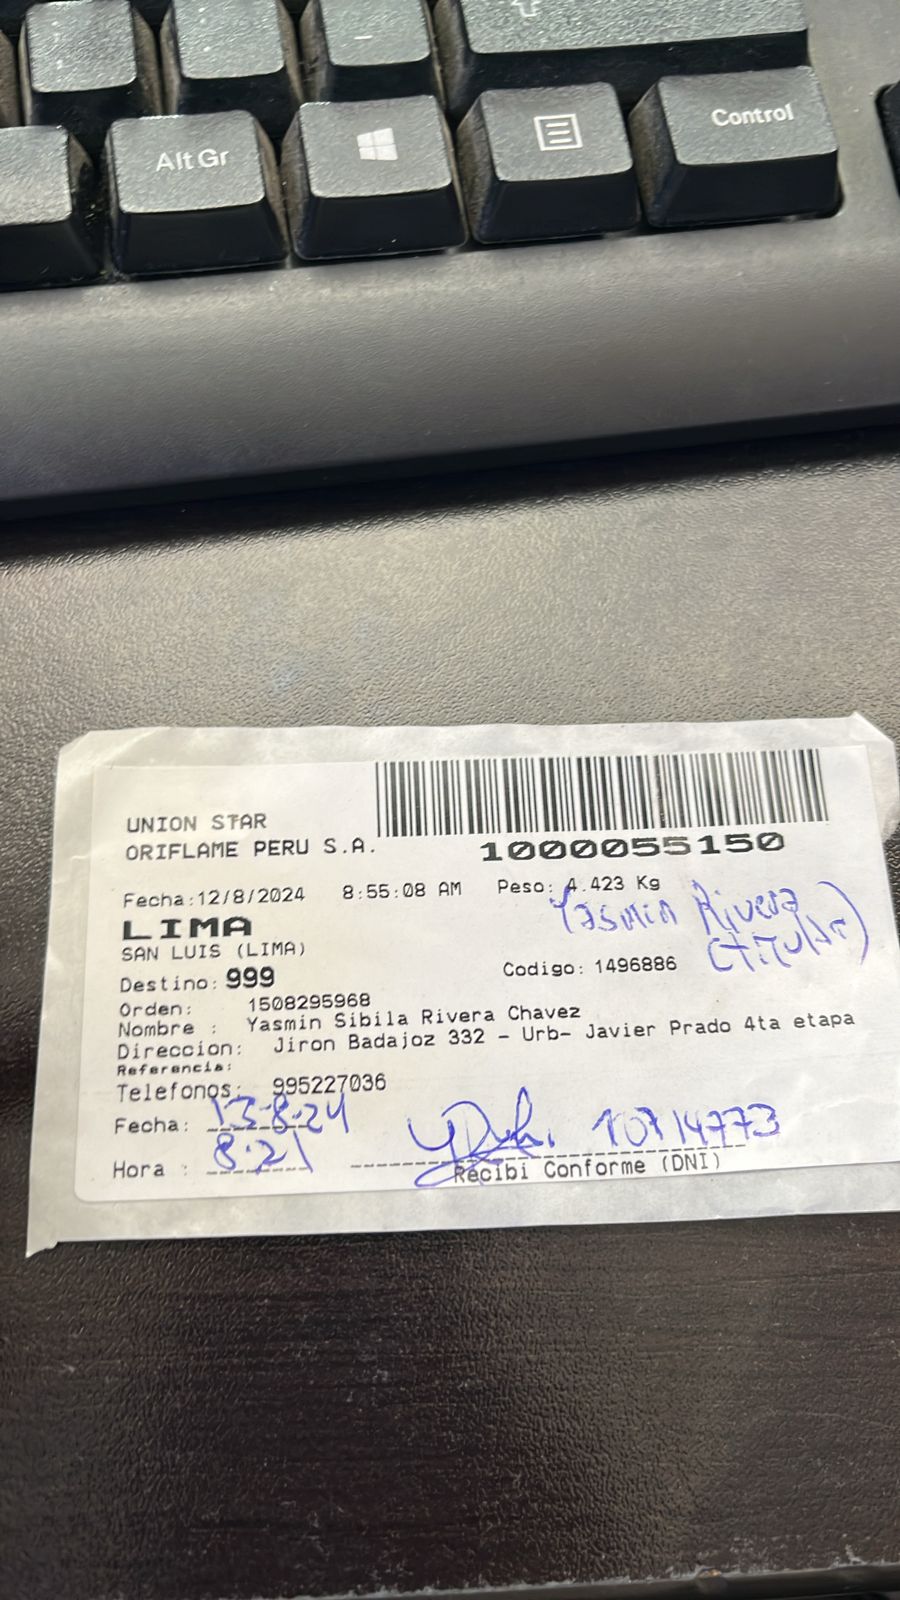 Alt Gr
Control
UNION STAR
ORIFLAME PERU S.A.
1000055150
Fecha:12/8/2024 8:55:08 AM Peso: 4.423 Kg
LIMA
Yasmin Rivera
SAN LUIS (LIMA)
(titular)
Destino: 999 Codigo: 1496886
Orden: 1508295968
Nombre : Yasmin Sibila Rivera Chavez
Direccion: Jiron Badajoz 332 - Urb- Javier Prado 4ta etapa
Referencia:
Telefonos: 995227036
Fecha: 13-8-24 10714773
Hora : 8:21
Recibi Conforme (DNI)